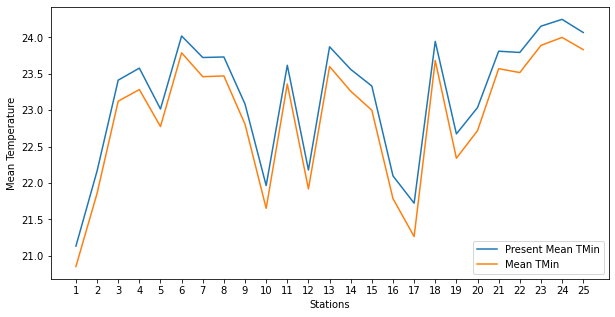 Mean Temperature
24.0
23.5
23.0
22.5
22.0
21.5
21.0
1 2 3 4 5 6 7 8 9 10 11 12 13 14 15 16 17 18 19 20 21 22 23 24 25
Stations
Present Mean TMin
Mean TMin